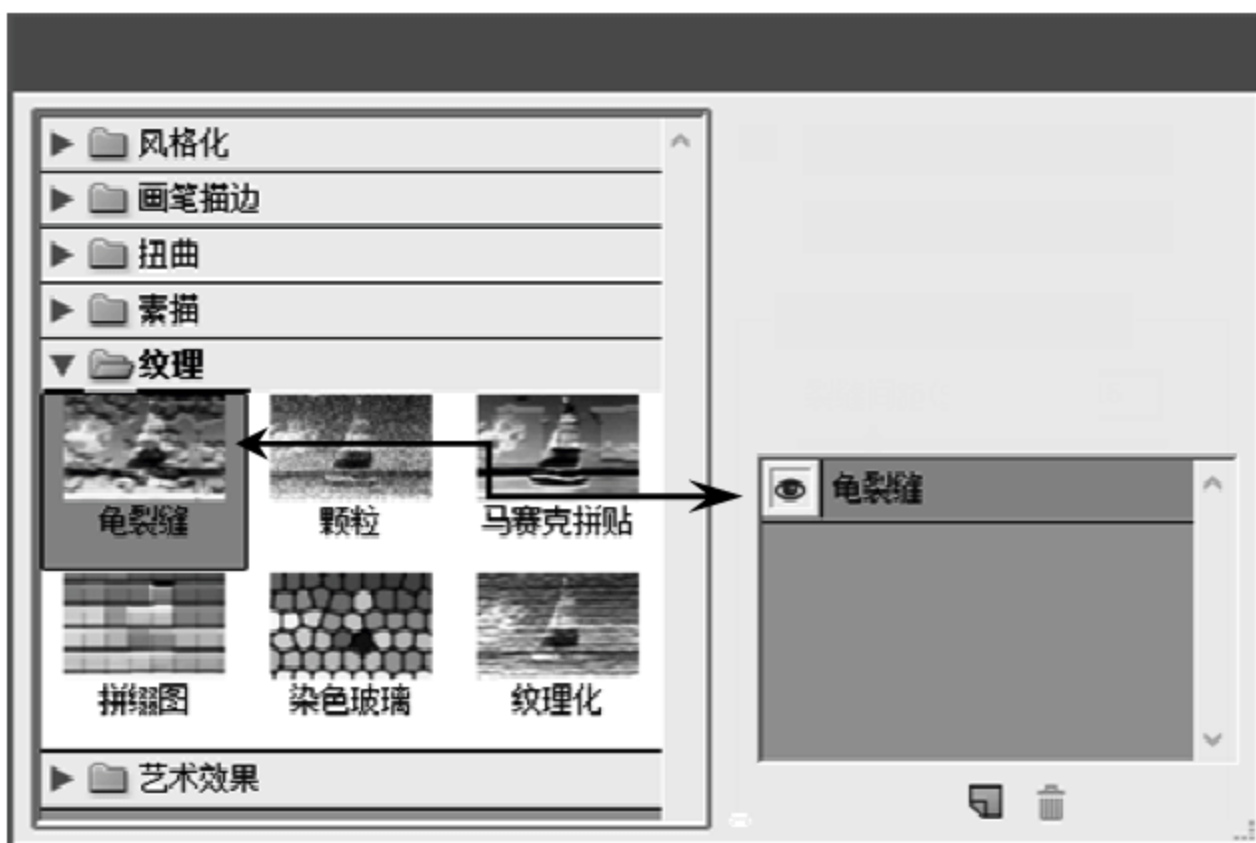 风格化
画笔描边
扭曲
素描
纹理
龟裂缝 颗粒 马赛克拼贴
拼缀图 染色玻璃 纹理化
艺术效果
龟裂缝